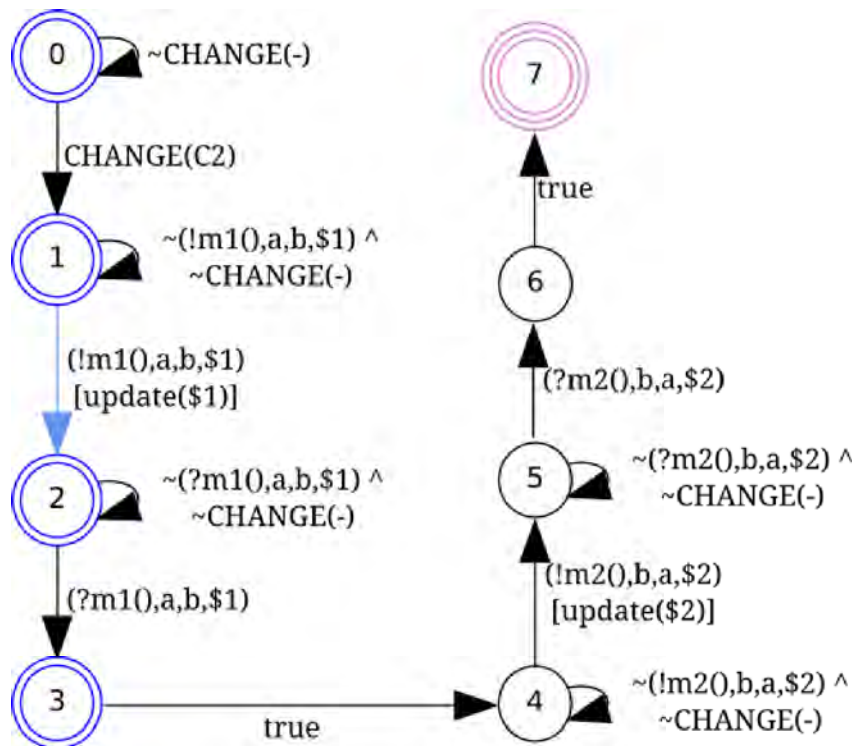 0
~CHANGE(-)
CHANGE(C2)
1
~(!m1(),a,b,$1) ^
~CHANGE(-)
(!m1(),a,b,$1)
[update($1)]
2
~(?m1(),a,b,$1) ^
~CHANGE(-)
(?m1(),a,b,$1)
3
true
4
~(!m2(),b,a,$2) ^
~CHANGE(-)
(!m2(),b,a,$2)
[update($2)]
5
~(?m2(),b,a,$2) ^
~CHANGE(-)
(?m2(),b,a,$2)
6
true
7